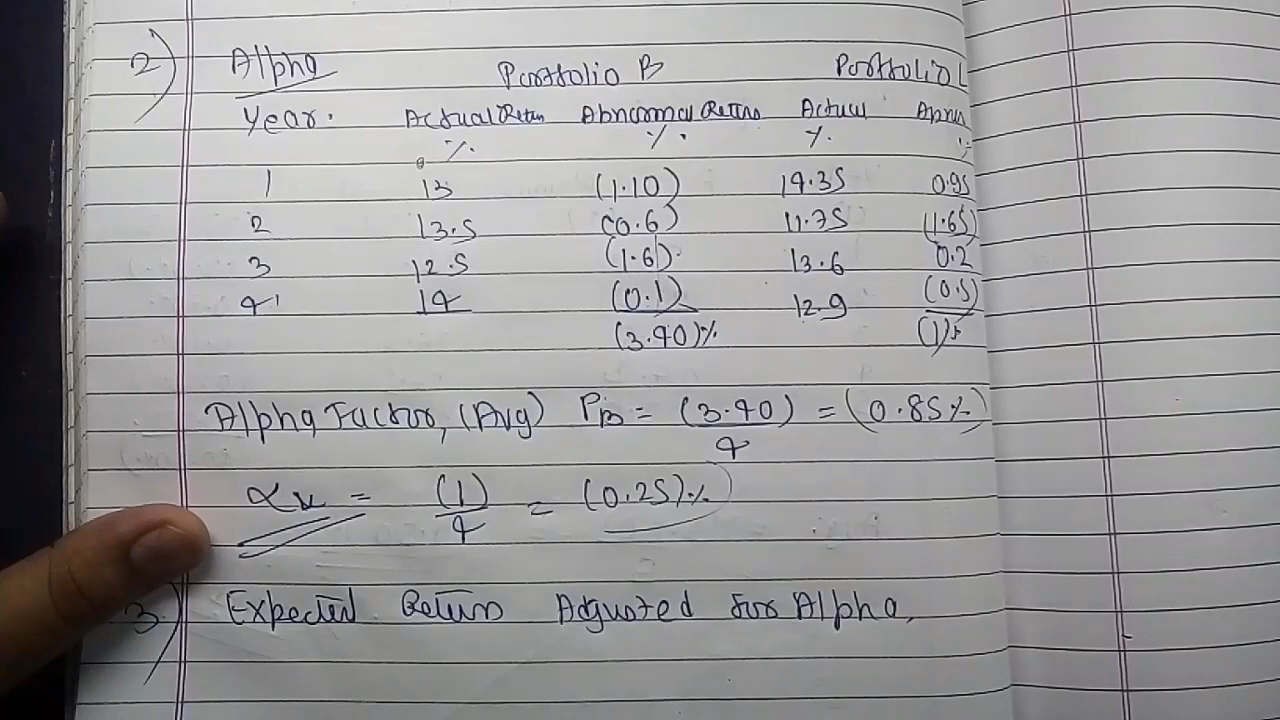 2) Alpha
Portfolio B Portfolio L
Year. Actual Return Abnormal Return Actual
% % % %
1 13 (1.10) 14.35 0.95
2 13.5 (0.6) 11.75 (1.65)
3 12.5 (1.6) 13.6 0.2
4 14 (0.1) 12.9 (0.5)
(3.40)% (1)%
Alpha Factor, (Avg) PB = (3.40) = (0.85%)
4
= (1) = (0.25)%
4
3) Expected Return Adjusted for Alpha,